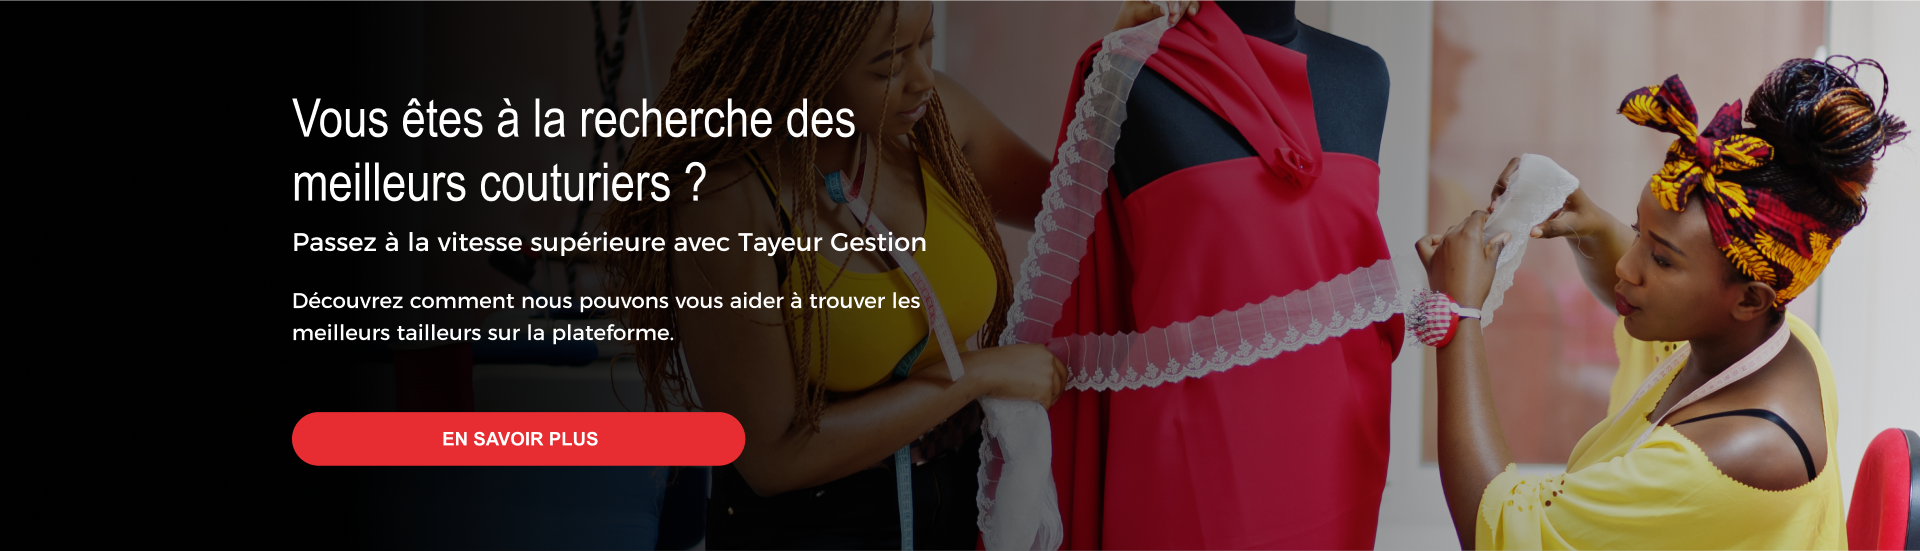 Vous êtes à la recherche des
meilleurs couturiers ?
Passez à la vitesse supérieure avec Tayeur Gestion
Découvrez comment nous pouvons vous aider à trouver les
meilleurs tailleurs sur la plateforme.
EN SAVOIR PLUS